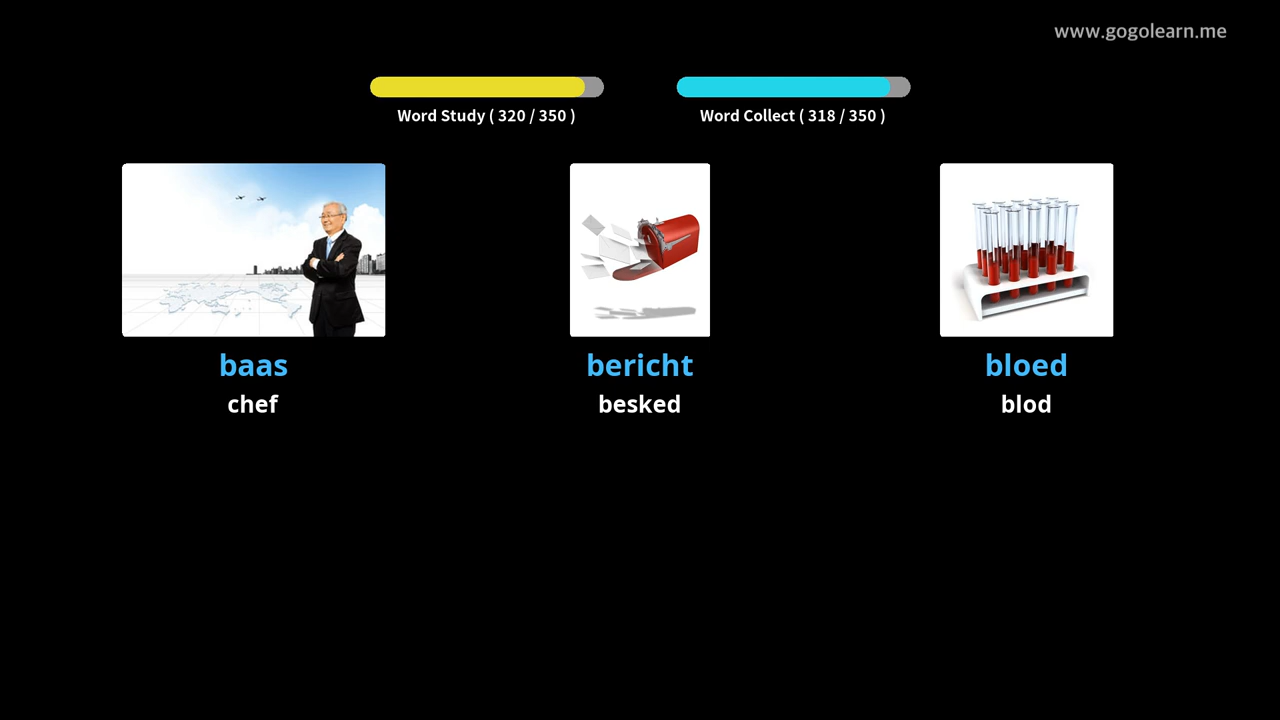 www.gogolearn.me
Word Study ( 320 / 350 )
Word Collect ( 318 / 350 )
baas
chef
bericht
besked
bloed
blod